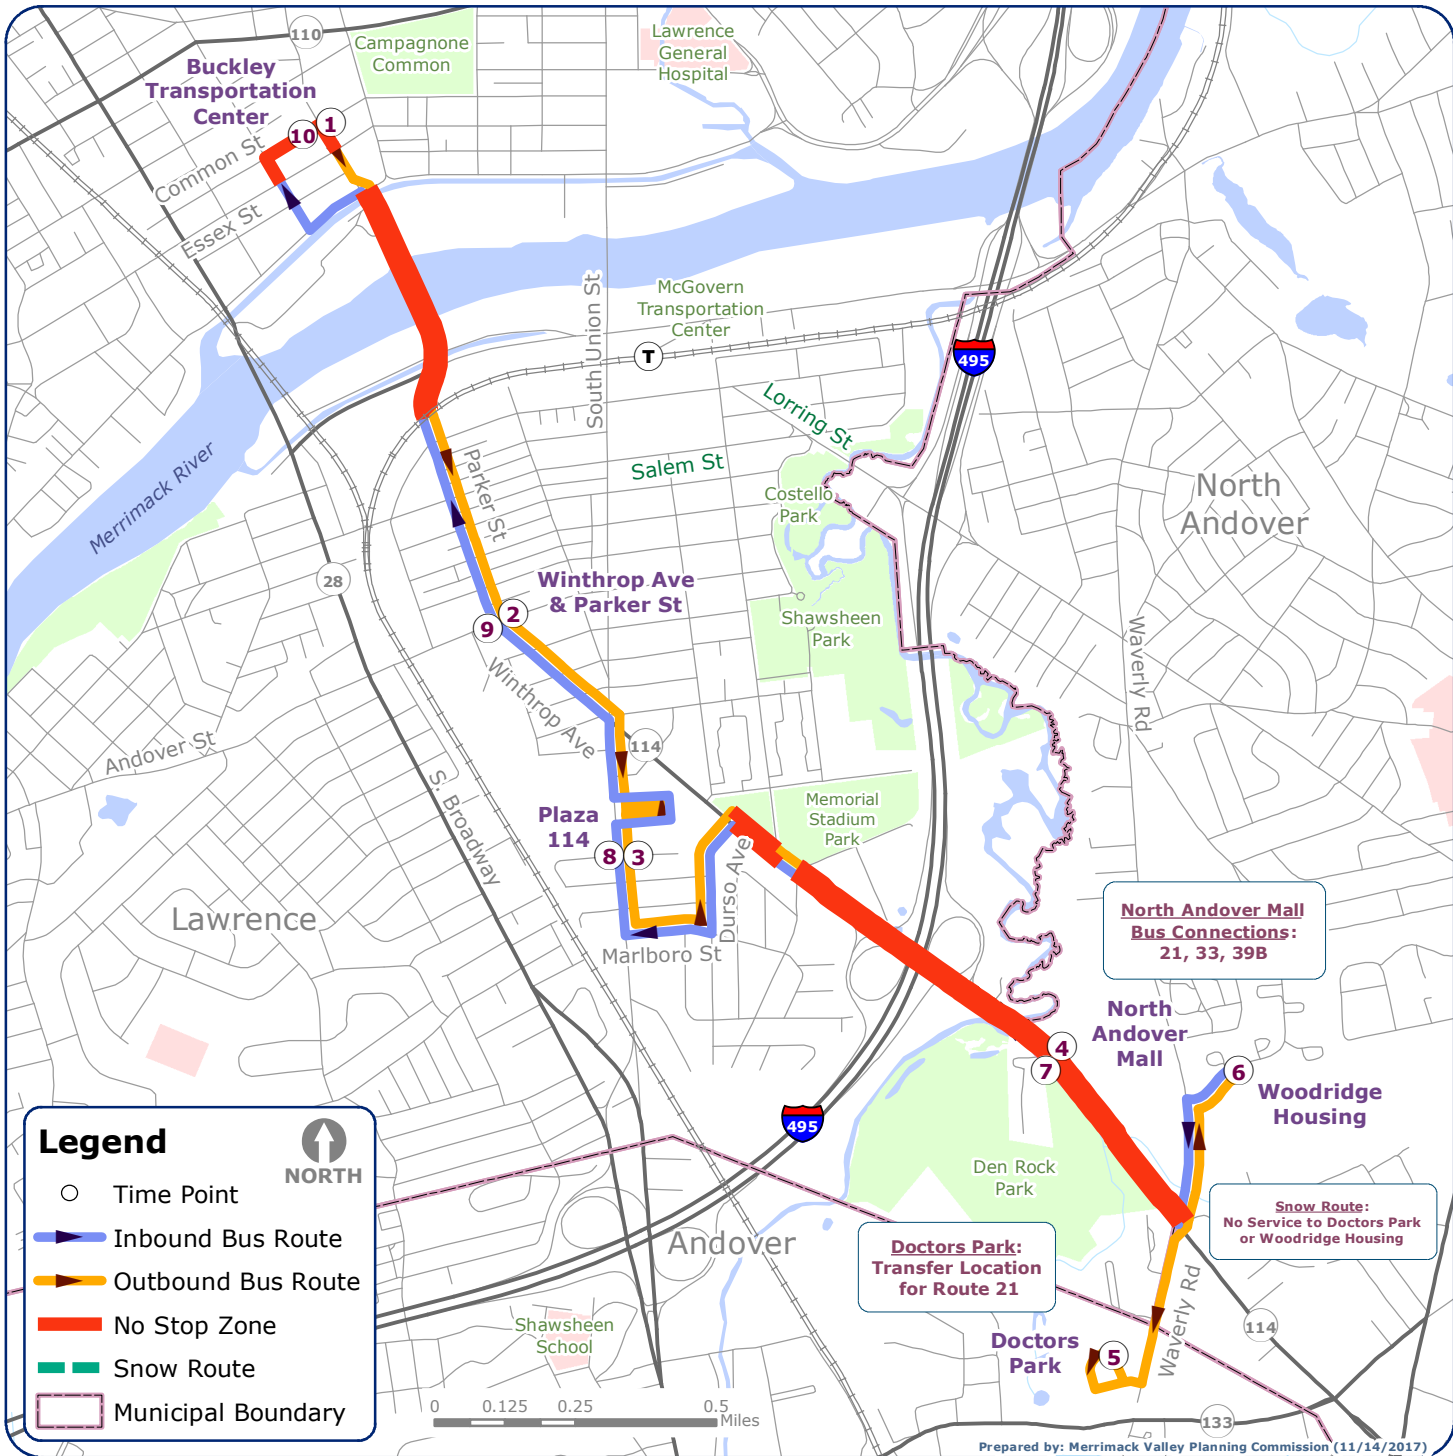 110
Campagnone
Common
Lawrence
General
Hospital
Buckley
Transportation
Center
1
10
Common St
Essex St
McGovern
Transportation
Center
T
South Union St
495
Lorring St
Salem St
Parker St
Merrimack River
Costello
Park
North
Andover
28
Winthrop Ave
& Parker St
2
9
Shawsheen
Park
Waverly Rd
Winthrop Ave
114
Andover St
S. Broadway
Plaza
114
8
3
Memorial
Stadium
Park
Durso Ave
Marlboro St
Lawrence
North Andover Mall
Bus Connections:
21, 33, 39B
North
Andover
Mall
4
7
6
Woodridge
Housing
495
Den Rock
Park
Snow Route:
No Service to Doctors Park
or Woodridge Housing
Andover
Doctors Park:
Transfer Location
for Route 21
Waverly Rd
114
Doctors
Park
5
Shawsheen
School
133
Legend
NORTH
Time Point
Inbound Bus Route
Outbound Bus Route
No Stop Zone
Snow Route
Municipal Boundary
0 0.125 0.25 0.5
Miles
Prepared by: Merrimack Valley Planning Commission (11/14/2017)